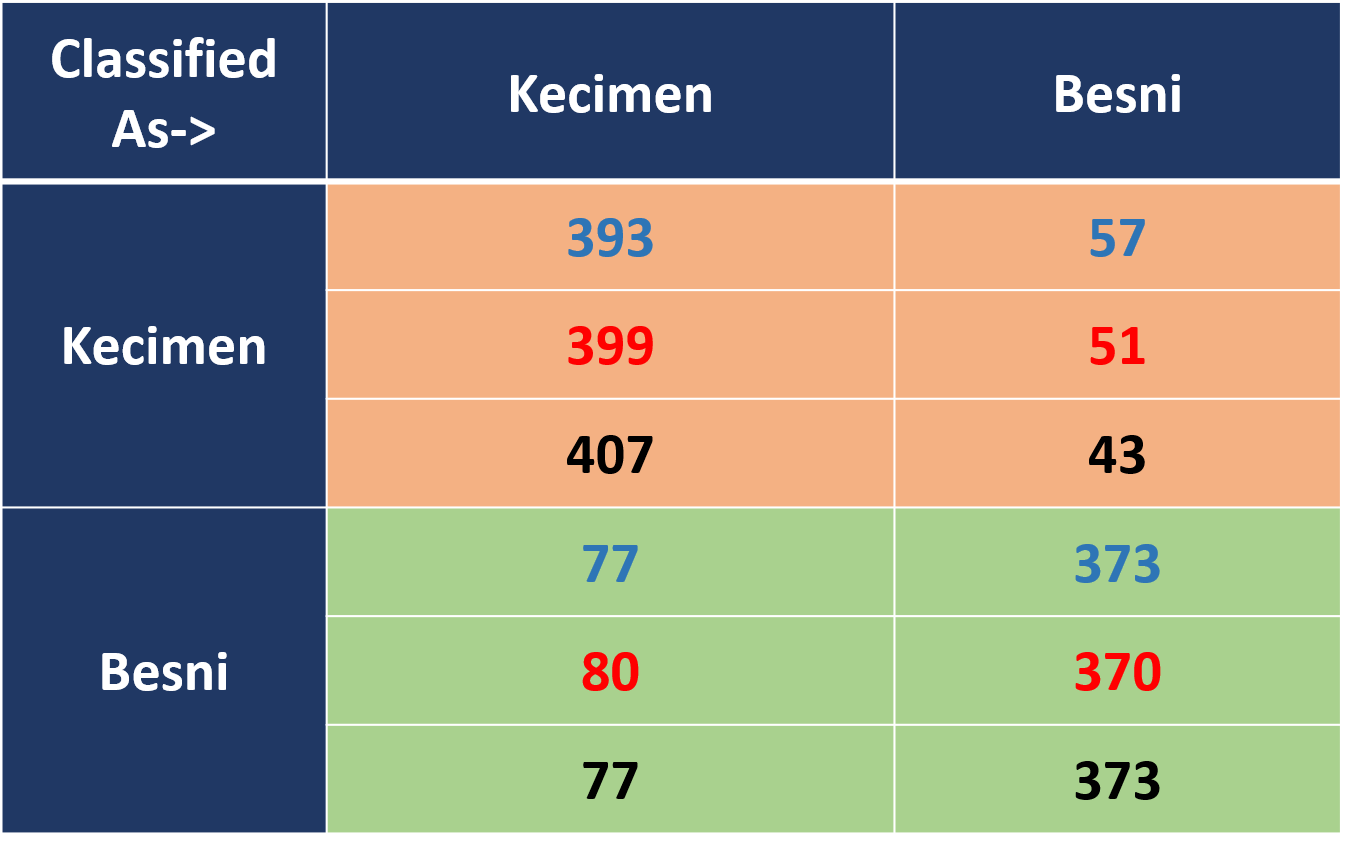 Classified
As->
Kecimen
Besni
Kecimen
393
57
399
51
407
43
Besni
77
373
80
370
77
373